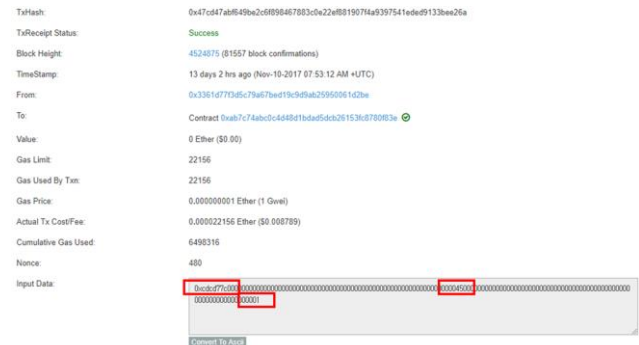 TxHash: 0x47cd47abf649be2c6f898467883c0e22ef881907f4a9397541eded9133bee26a
TxReceipt Status: Success
Block Height: 4524875 (81557 block confirmations)
TimeStamp: 13 days 2 hrs ago (Nov-10-2017 07:53:12 AM +UTC)
From: 0x3361d77f3d5c79a67bed19c9d9ab25950061d2be
To: Contract 0xab7c74abc0c4d48d1bdad5dcb26153fc8780f83e
Value: 0 Ether ($0.00)
Gas Limit: 22156
Gas Used By Txn: 22156
Gas Price: 0.000000001 Ether (1 Gwei)
Actual Tx Cost/Fee: 0.000022156 Ether ($0.008789)
Cumulative Gas Used: 6498316
Nonce: 480
Input Data: 0xcdcd77c000000000000000000000000000000000000000000000000000000000000000450000000000000000000000000000000000000000000000
000000000000000001
Convert To Ascii